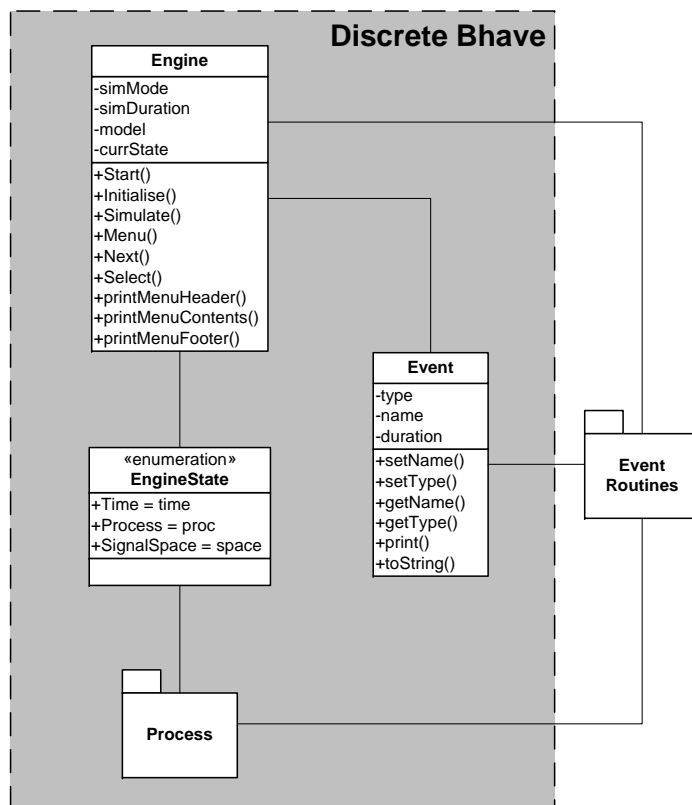 Discrete Bhave
Engine
-simMode
-simDuration
-model
-currState
+Start()
+Initialise()
+Simulate()
+Menu()
+Next()
+Select()
+printMenuHeader()
+printMenuContents()
+printMenuFooter()
Event
-type
-name
-duration
+setName()
+setType()
+getName()
+getType()
+print()
+toString()
Event
Routines
«enumeration»
EngineState
+Time = time
+Process = proc
+SignalSpace = space
Process